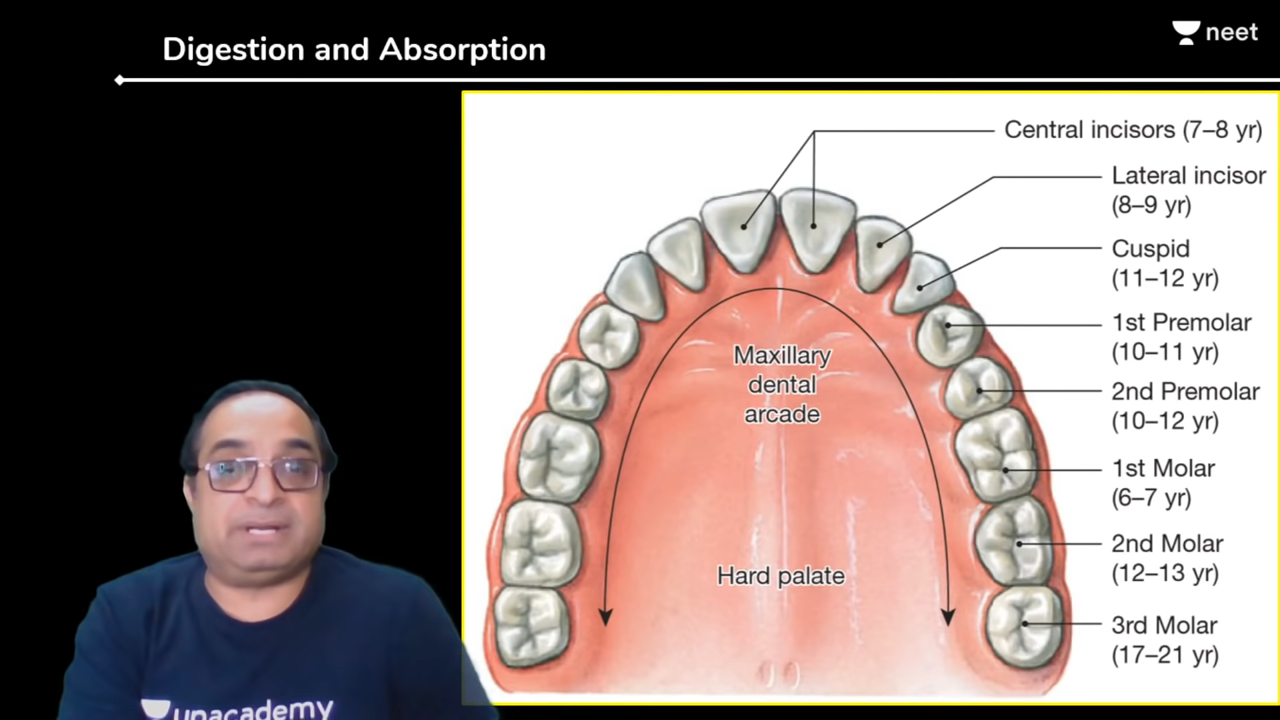 Digestion and Absorption
neet
Central incisors (7–8 yr)
Lateral incisor
(8–9 yr)
Cuspid
(11–12 yr)
1st Premolar
(10–11 yr)
2nd Premolar
(10–12 yr)
1st Molar
(6–7 yr)
2nd Molar
(12–13 yr)
3rd Molar
(17–21 yr)
Maxillary
dental
arcade
Hard palate
unacademy